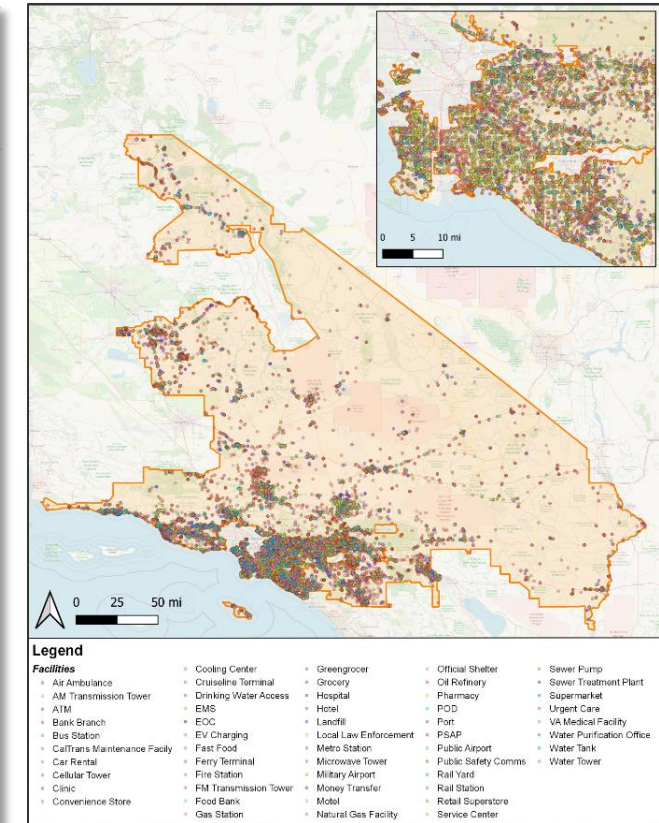 0 5 10 mi
0 25 50 mi
Legend
Facilities
Air Ambulance
AM Transmission Tower
ATM
Bank Branch
Bus Station
CalTrans Maintenance Facily
Car Rental
Cellular Tower
Clinic
Convenience Store
Cooling Center
Cruiseline Terminal
Drinking Water Access
EMS
EOC
EV Charging
Fast Food
Ferry Terminal
Fire Station
FM Transmission Tower
Food Bank
Gas Station
Greengrocer
Grocery
Hospital
Hotel
Landfill
Local Law Enforcement
Metro Station
Microwave Tower
Military Airport
Money Transfer
Motel
Natural Gas Facility
Official Shelter
Oil Refinery
Pharmacy
POD
Port
PSAP
Public Airport
Public Safety Comms
Rail Yard
Rail Station
Retail Superstore
Service Center
Sewer Pump
Sewer Treatment Plant
Supermarket
Urgent Care
VA Medical Facility
Water Purification Office
Water Tank
Water Tower